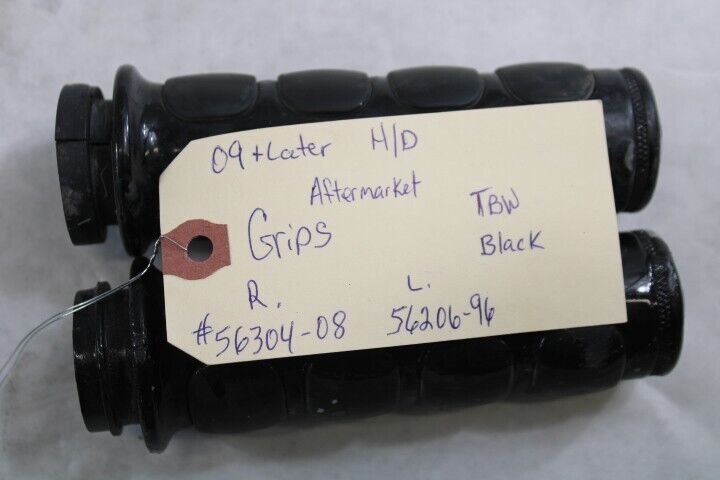 09 + Later H/D
Aftermarket
Grips TBW
Black
R. L.
#56304-08 56206-96